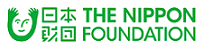 日本
財団
THE NIPPON
FOUNDATION